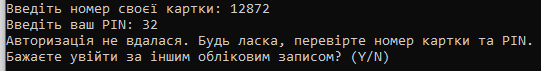 Введіть номер своєї картки: 12872
Введіть ваш PIN: 32
Авторизація не вдалася. Будь ласка, перевірте номер картки та PIN.
Бажаєте увійти за іншим обліковим записом? (Y/N)